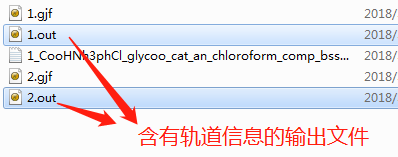 1.gjf 2018/
1.out 2018/
1_CooHNh3phCl_glycoo_cat_an_chloroform_comp_bss... 2018/
2.gjf 2018/
2.out 2018/
含有轨道信息的输出文件